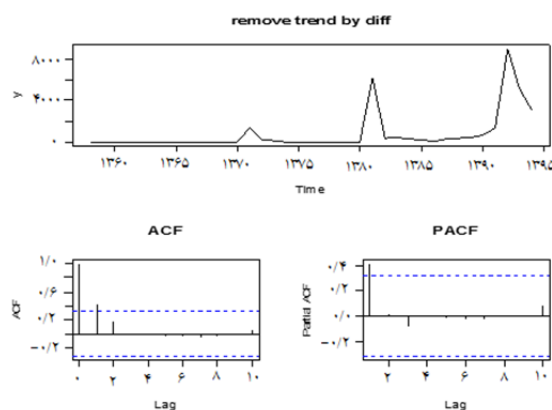 remove trend by diff
y
۸۰۰۰
۴۰۰۰
۰
۱۳۶۰ ۱۳۶۵ ۱۳۷۰ ۱۳۷۵ ۱۳۸۰ ۱۳۸۵ ۱۳۹۰ ۱۳۹۵
Time
ACF
ACF
۱/۰
۰/۶
۰/۲
−۰/۲
۰ ۲ ۴ ۶ ۸ ۱۰
Lag
PACF
Partial ACF
۰/۴
۰/۲
۰/۰
−۰/۲
۲ ۴ ۶ ۸ ۱۰
Lag